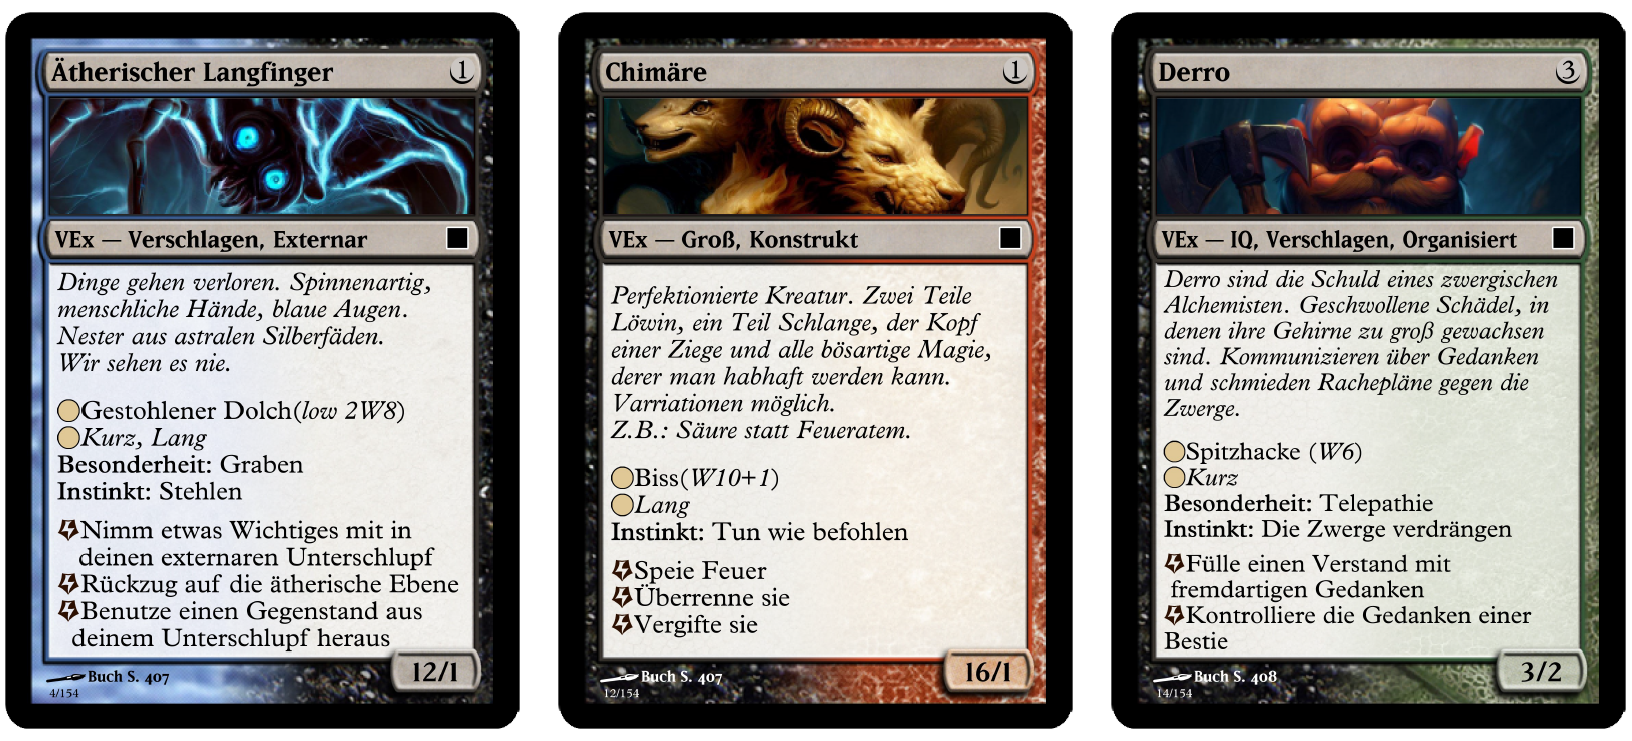 Ätherischer Langfinger 1
VEx — Verschlagen, Externar
Dinge gehen verloren. Spinnenartig,
menschliche Hände, blaue Augen.
Nester aus astralen Silberfäden.
Wir sehen es nie.
Gestohlener Dolch(low 2W8)
Kurz, Lang
Besonderheit: Graben
Instinkt: Stehlen
Nimm etwas Wichtiges mit in
deinen externaren Unterschlupf
Rückzug auf die ätherische Ebene
Benutze einen Gegenstand aus
deinem Unterschlupf heraus
12/1
Buch S. 407
4/154
Chimäre 1
VEx — Groß, Konstrukt
Perfektionierte Kreatur. Zwei Teile
Löwin, ein Teil Schlange, der Kopf
einer Ziege und alle bösartige Magie,
derer man habhaft werden kann.
Varriationen möglich.
Z.B.: Säure statt Feueratem.
Biss(W10+1)
Lang
Instinkt: Tun wie befohlen
Speie Feuer
Überrenne sie
Vergifte sie
16/1
Buch S. 407
12/154
Derro 3
VEx — IQ, Verschlagen, Organisiert
Derro sind die Schuld eines zwergischen
Alchemisten. Geschwollene Schädel, in
denen ihre Gehirne zu groß gewachsen
sind. Kommunizieren über Gedanken
und schmieden Rachepläne gegen die
Zwerge.
Spitzhacke (W6)
Kurz
Besonderheit: Telepathie
Instinkt: Die Zwerge verdrängen
Fülle einen Verstand mit
fremdartigen Gedanken
Kontrolliere die Gedanken einer
Bestie
3/2
Buch S. 408
14/154